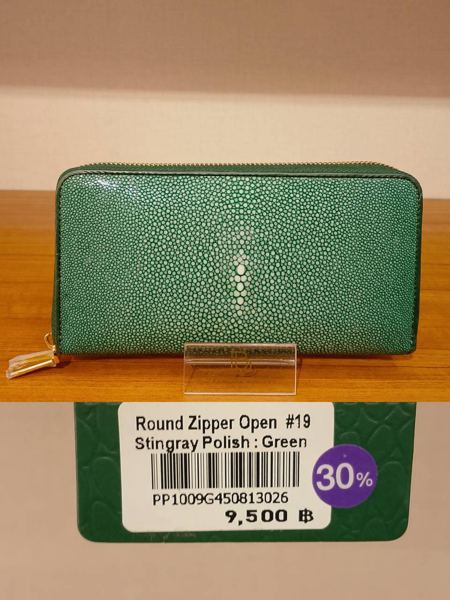 Round Zipper Open #19
Stingray Polish : Green
30%
PP1009G450813026
9,500 ฿